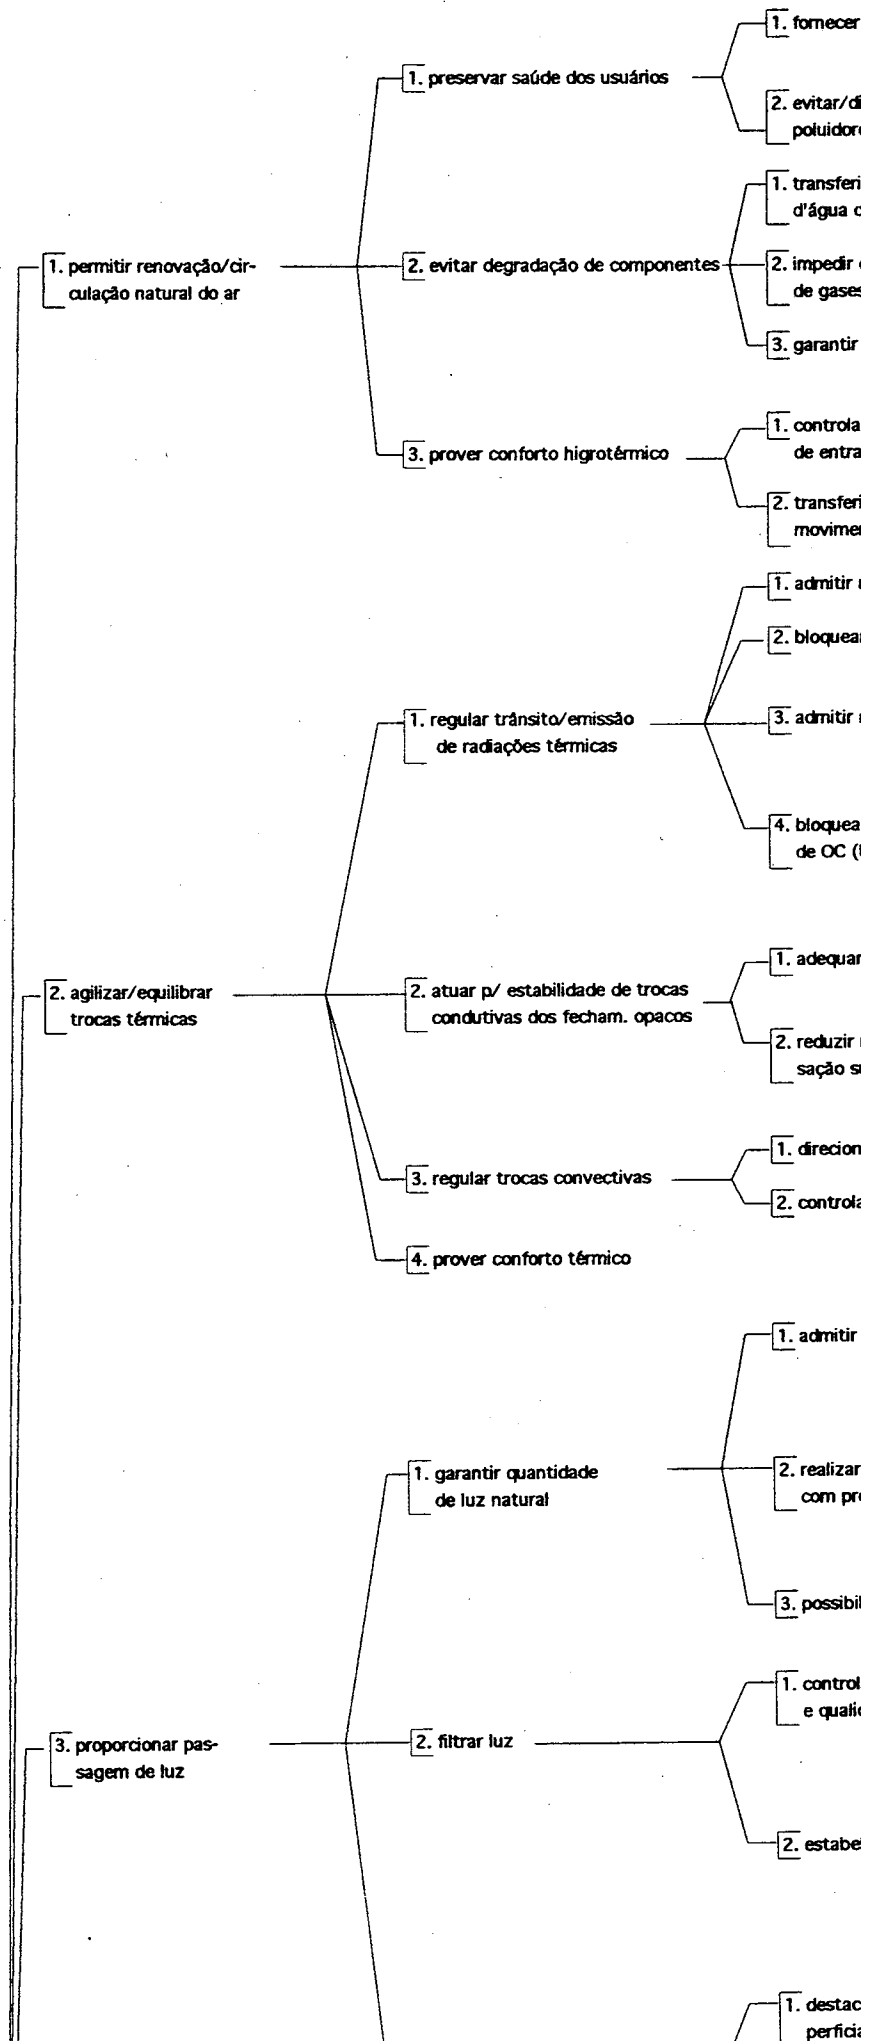 1. permitir renovação/cir-
culação natural do ar
1. preservar saúde dos usuários
1. fornecer
2. evitar/di
poluidore
2. evitar degradação de componentes
1. transferi
d'água c
2. impedir
de gases
3. garantir
3. prover conforto higrotérmico
1. controla
de entra
2. transferi
movimen
2. agilizar/equilibrar
trocas térmicas
1. regular trânsito/emissão
de radiações térmicas
1. admitir
2. bloquear
3. admitir
4. bloquea
de OC (
2. atuar p/ estabilidade de trocas
condutivas dos fecham. opacos
1. adequar
2. reduzir
sação su
3. regular trocas convectivas
1. direcion
2. controla
4. prover conforto térmico
3. proporcionar pas-
sagem de luz
1. garantir quantidade
de luz natural
1. admitir
2. realizar
com pro
3. possibil
2. filtrar luz
1. control
e qualid
2. estabel
1. destac
perficia